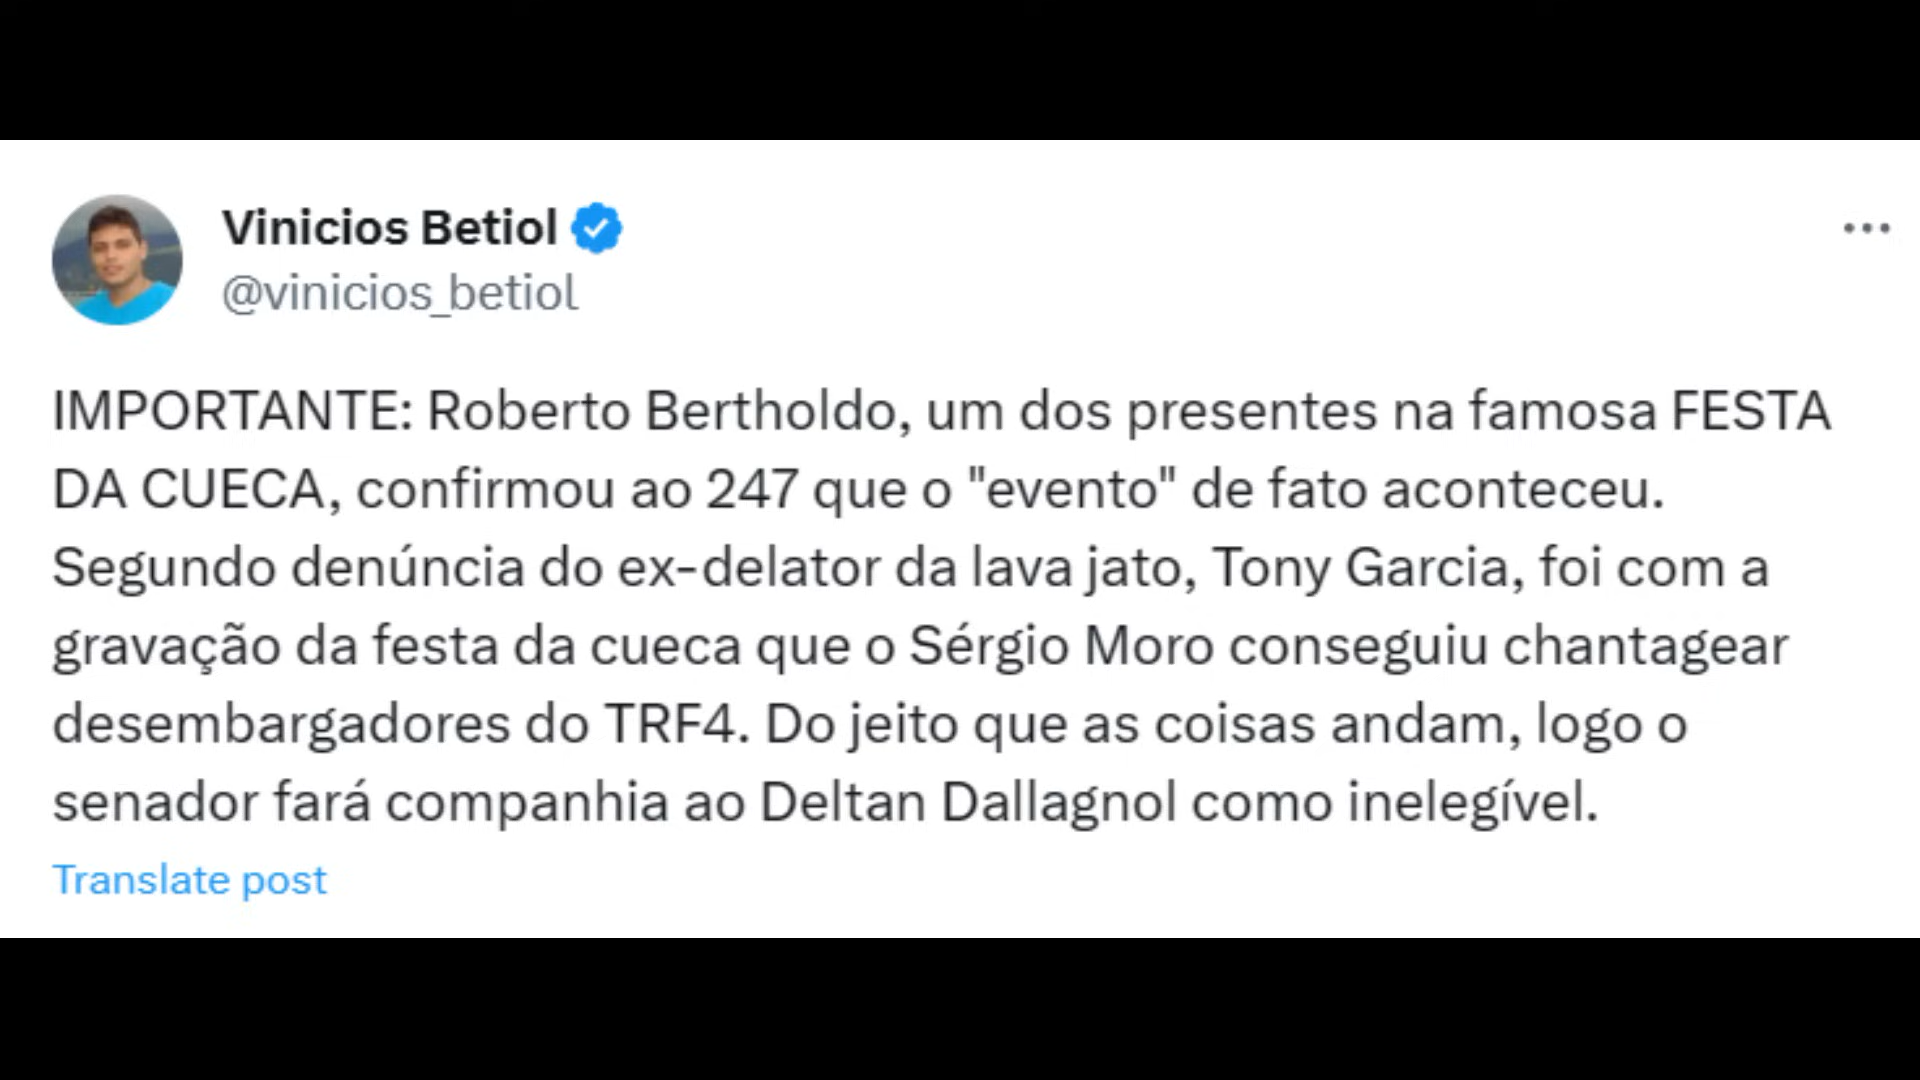 Vinicios Betiol
@vinicios_betiol
IMPORTANTE: Roberto Bertholdo, um dos presentes na famosa FESTA
DA CUECA, confirmou ao 247 que o "evento" de fato aconteceu.
Segundo denúncia do ex-delator da lava jato, Tony Garcia, foi com a
gravação da festa da cueca que o Sérgio Moro conseguiu chantagear
desembargadores do TRF4. Do jeito que as coisas andam, logo o
senador fará companhia ao Deltan Dallagnol como inelegível.
Translate post